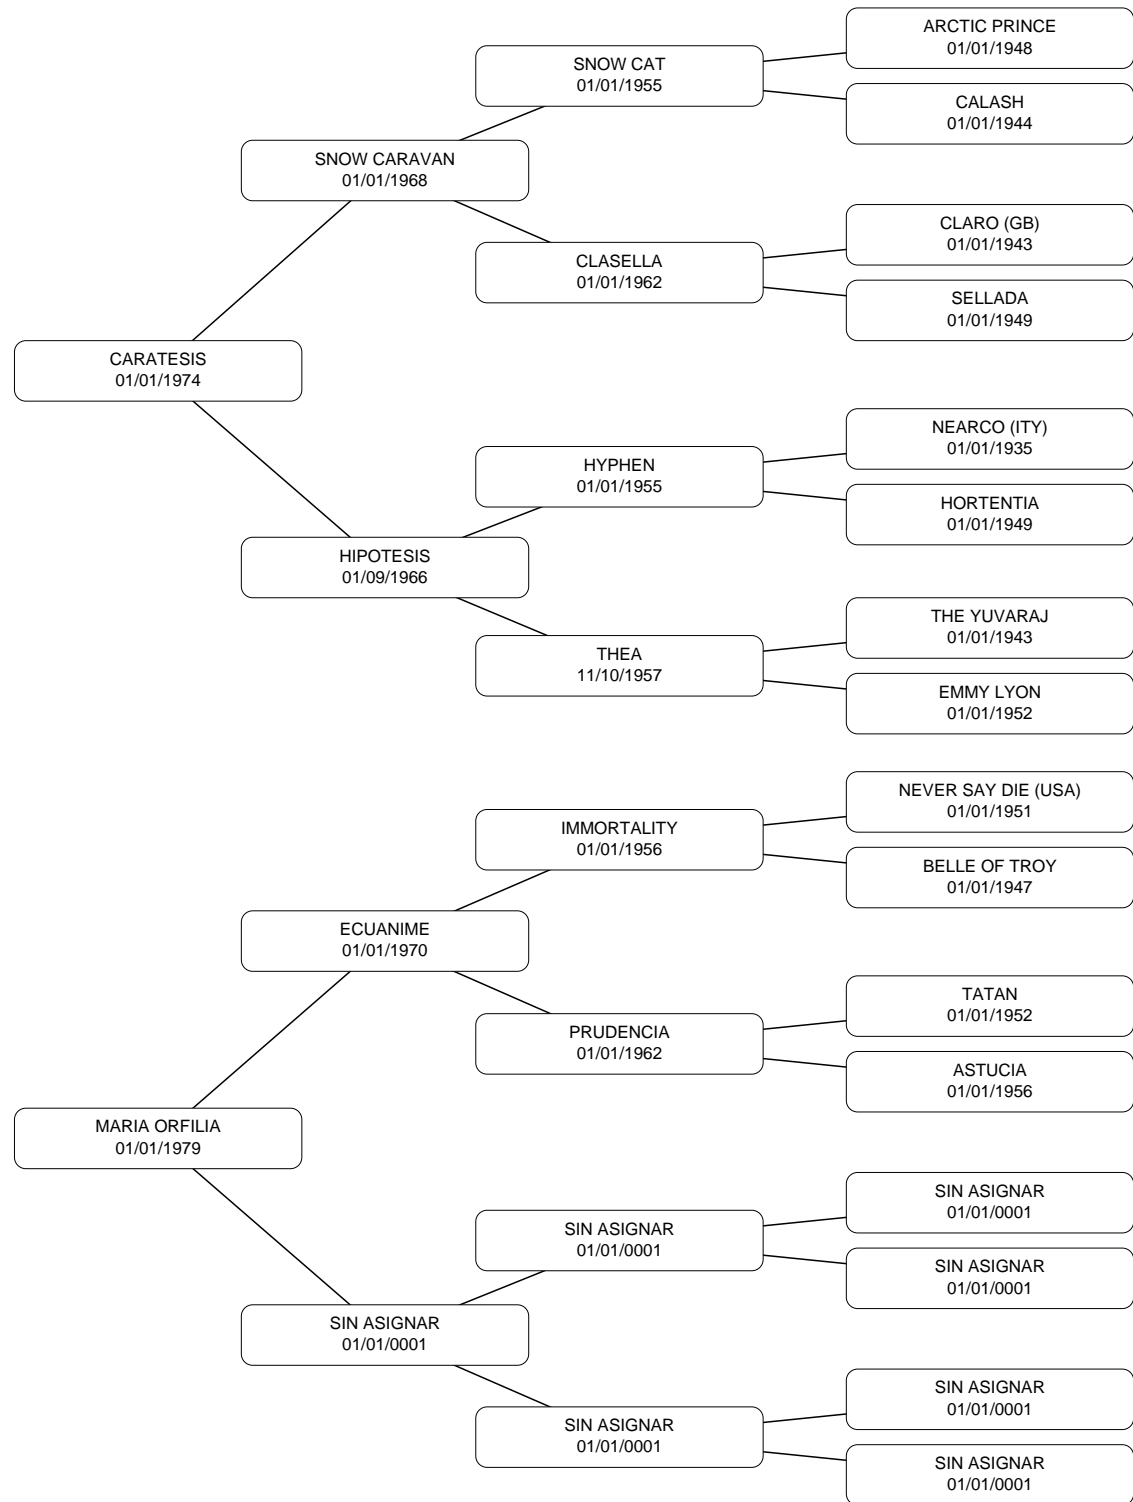 ARCTIC PRINCE
01/01/1948
SNOW CAT
01/01/1955
CALASH
01/01/1944
SNOW CARAVAN
01/01/1968
CLARO (GB)
01/01/1943
CLASELLA
01/01/1962
SELLADA
01/01/1949
CARATESIS
01/01/1974
NEARCO (ITY)
01/01/1935
HYPHEN
01/01/1955
HORTENTIA
01/01/1949
HIPOTESIS
01/09/1966
THE YUVARAJ
01/01/1943
THEA
11/10/1957
EMMY LYON
01/01/1952
NEVER SAY DIE (USA)
01/01/1951
IMMORTALITY
01/01/1956
BELLE OF TROY
01/01/1947
ECUANIME
01/01/1970
TATAN
01/01/1952
PRUDENCIA
01/01/1962
ASTUCIA
01/01/1956
MARIA ORFILIA
01/01/1979
SIN ASIGNAR
01/01/0001
SIN ASIGNAR
01/01/0001
SIN ASIGNAR
01/01/0001
SIN ASIGNAR
01/01/0001
SIN ASIGNAR
01/01/0001
SIN ASIGNAR
01/01/0001
SIN ASIGNAR
01/01/0001